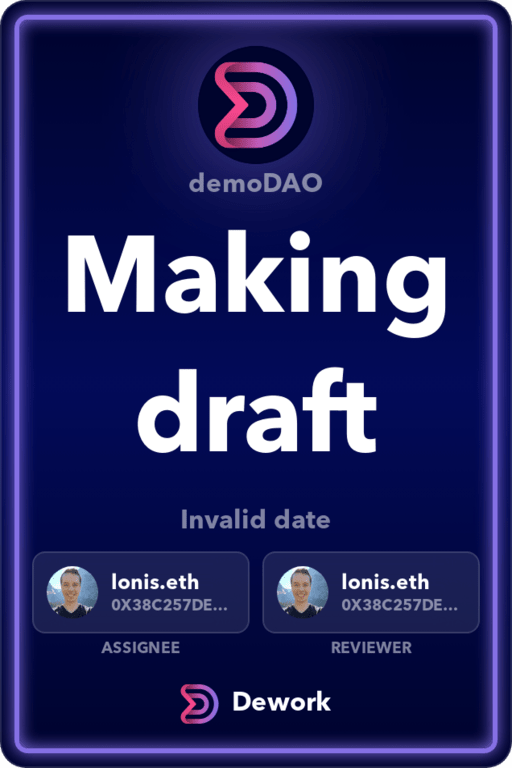 demoDAO
Making
draft
Invalid date
lonis.eth
0X38C257DE...
lonis.eth
0X38C257DE...
ASSIGNEE
REVIEWER
Dework